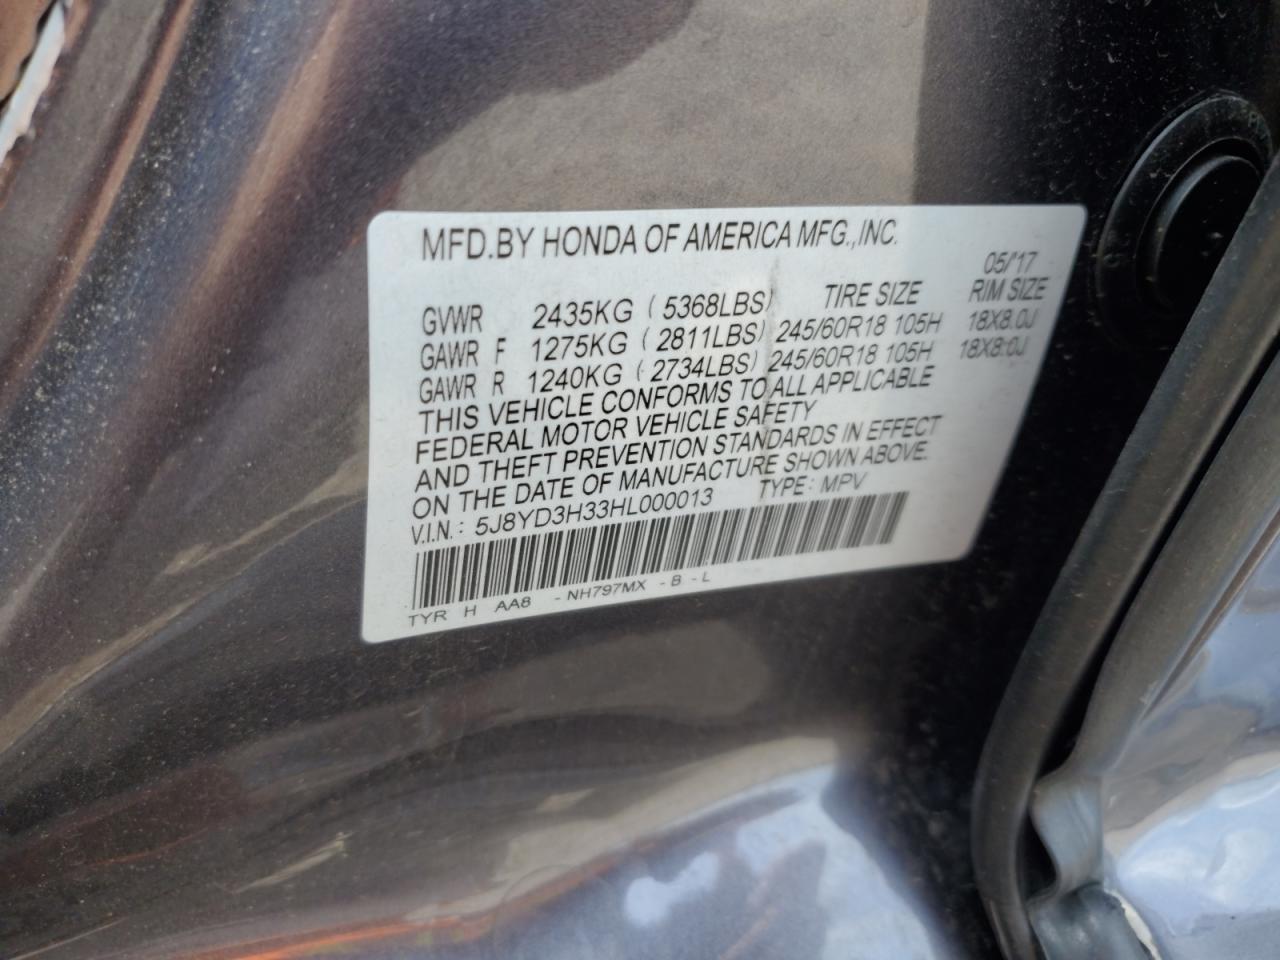 MFD.BY HONDA OF AMERICA MFG.,INC.
05/'17
GVWR 2435KG (5368LBS) TIRE SIZE RIM SIZE
GAWR F 1275KG (2811LBS) 245/60R18 105H 18X8.0J
GAWR R 1240KG (2734LBS) 245/60R18 105H 18X8.0J
THIS VEHICLE CONFORMS TO ALL APPLICABLE
FEDERAL MOTOR VEHICLE SAFETY
AND THEFT PREVENTION STANDARDS IN EFFECT
ON THE DATE OF MANUFACTURE SHOWN ABOVE.
V.I.N.: 5J8YD3H33HL000013 TYPE: MPV
TYR H AA8 -NH797MX -B -L